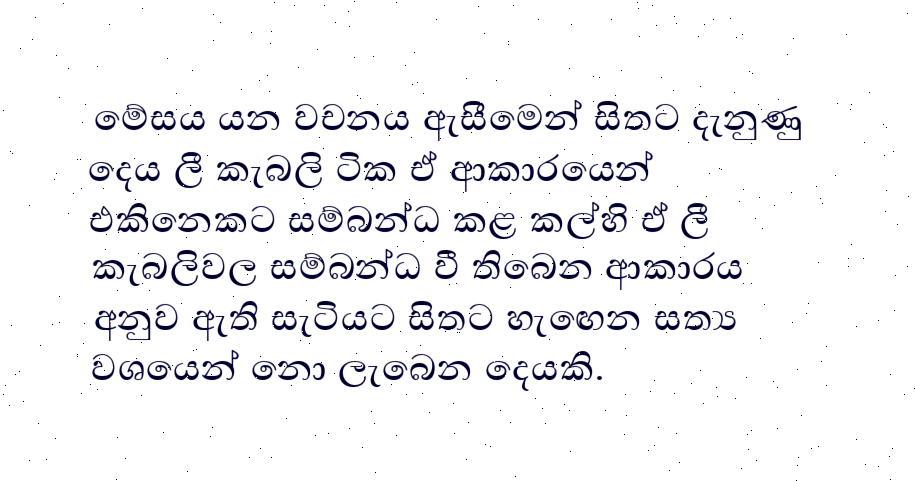 මේසය යන වචනය ඇසීමෙන් සිතට දැනුණු
දෙය ලී කැබලි ටික ඒ ආකාරයෙන්
එකිනෙකට සම්බන්ධ කළ කල්හි ඒ ලී
කැබලිවල සම්බන්ධ වී තිබෙන ආකාරය
අනුව ඇති සැටියට සිතට හැඟෙන සත්‍ය
වශයෙන් නො ලැබෙන දෙයකි.